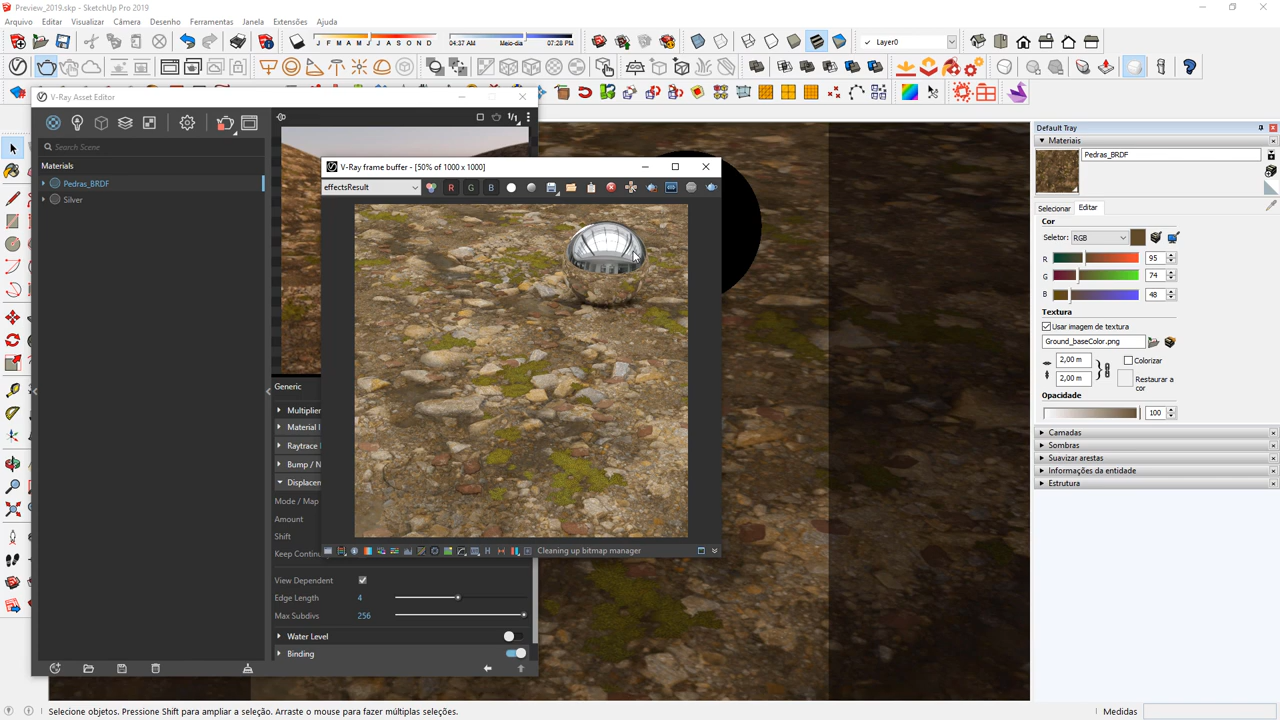 Preview_2019.skp - SketchUp Pro 2019
Arquivo Editar Visualizar Câmera Desenho Ferramentas Janela Extensões Ajuda
J F M A M J J A S O N D
04:37 AM Meio-dia 07:28 PM
Layer0
V-Ray Asset Editor
1/1
Search Scene
Materials
Pedras_BRDF
Silver
V-Ray frame buffer - [50% of 1000 x 1000]
effectsResult
R G B
Generic
Multiplier
Raytrace
Bump / N
Displacen
Mode / Map
Amount
Shift
Keep Contin
View Dependent
Edge Length 4
Max Subdivs 256
Water Level
Binding
H
Cleaning up bitmap manager
Default Tray
Materiais
Pedras_BRDF
Selecionar Editar
Cor
Seletor: RGB
R 95
G 74
B 48
Textura
Usar imagem de textura
Ground_baseColor.png
2,00 m
Colorizar
2,00 m
Restaurar a cor
Opacidade
100
Camadas
Sombras
Suavizar arestas
Informações da entidade
Estrutura
Selecione objetos. Pressione Shift para ampliar a seleção. Arraste o mouse para fazer múltiplas seleções.
Medidas